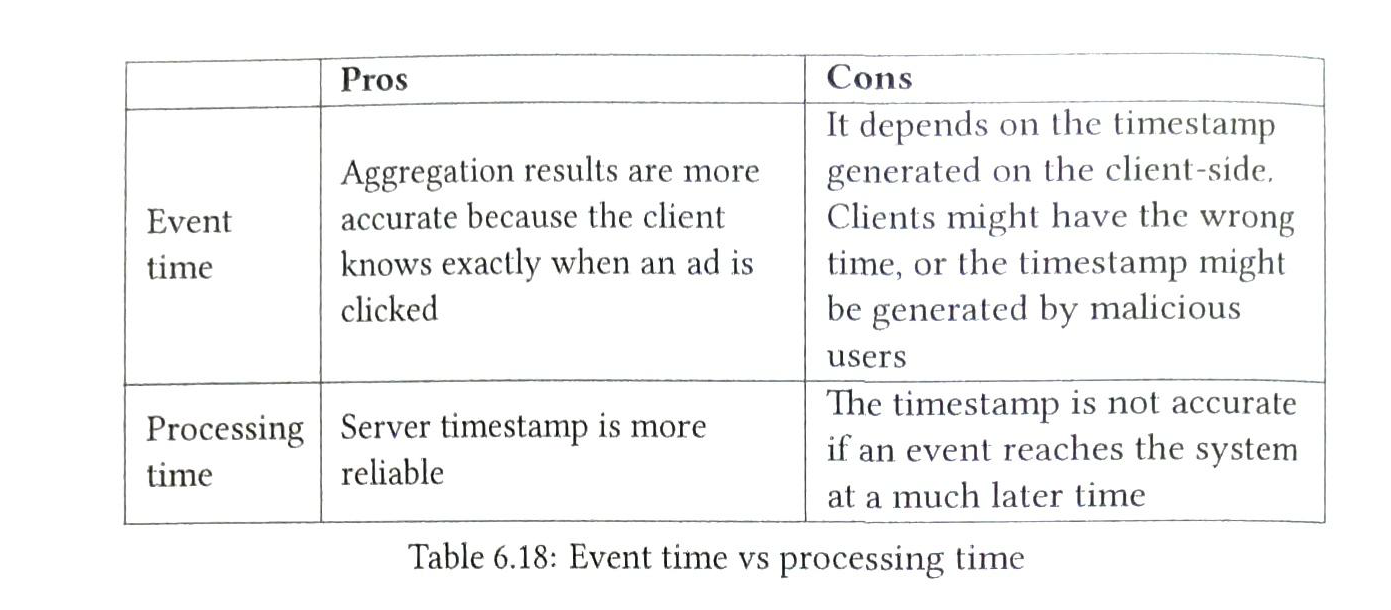 Pros
Cons
Event
time
Aggregation results are more
accurate because the client
knows exactly when an ad is
clicked
It depends on the timestamp
generated on the client-side.
Clients might have the wrong
time, or the timestamp might
be generated by malicious
users
Processing
time
Server timestamp is more
reliable
The timestamp is not accurate
if an event reaches the system
at a much later time
Table 6.18: Event time vs processing time